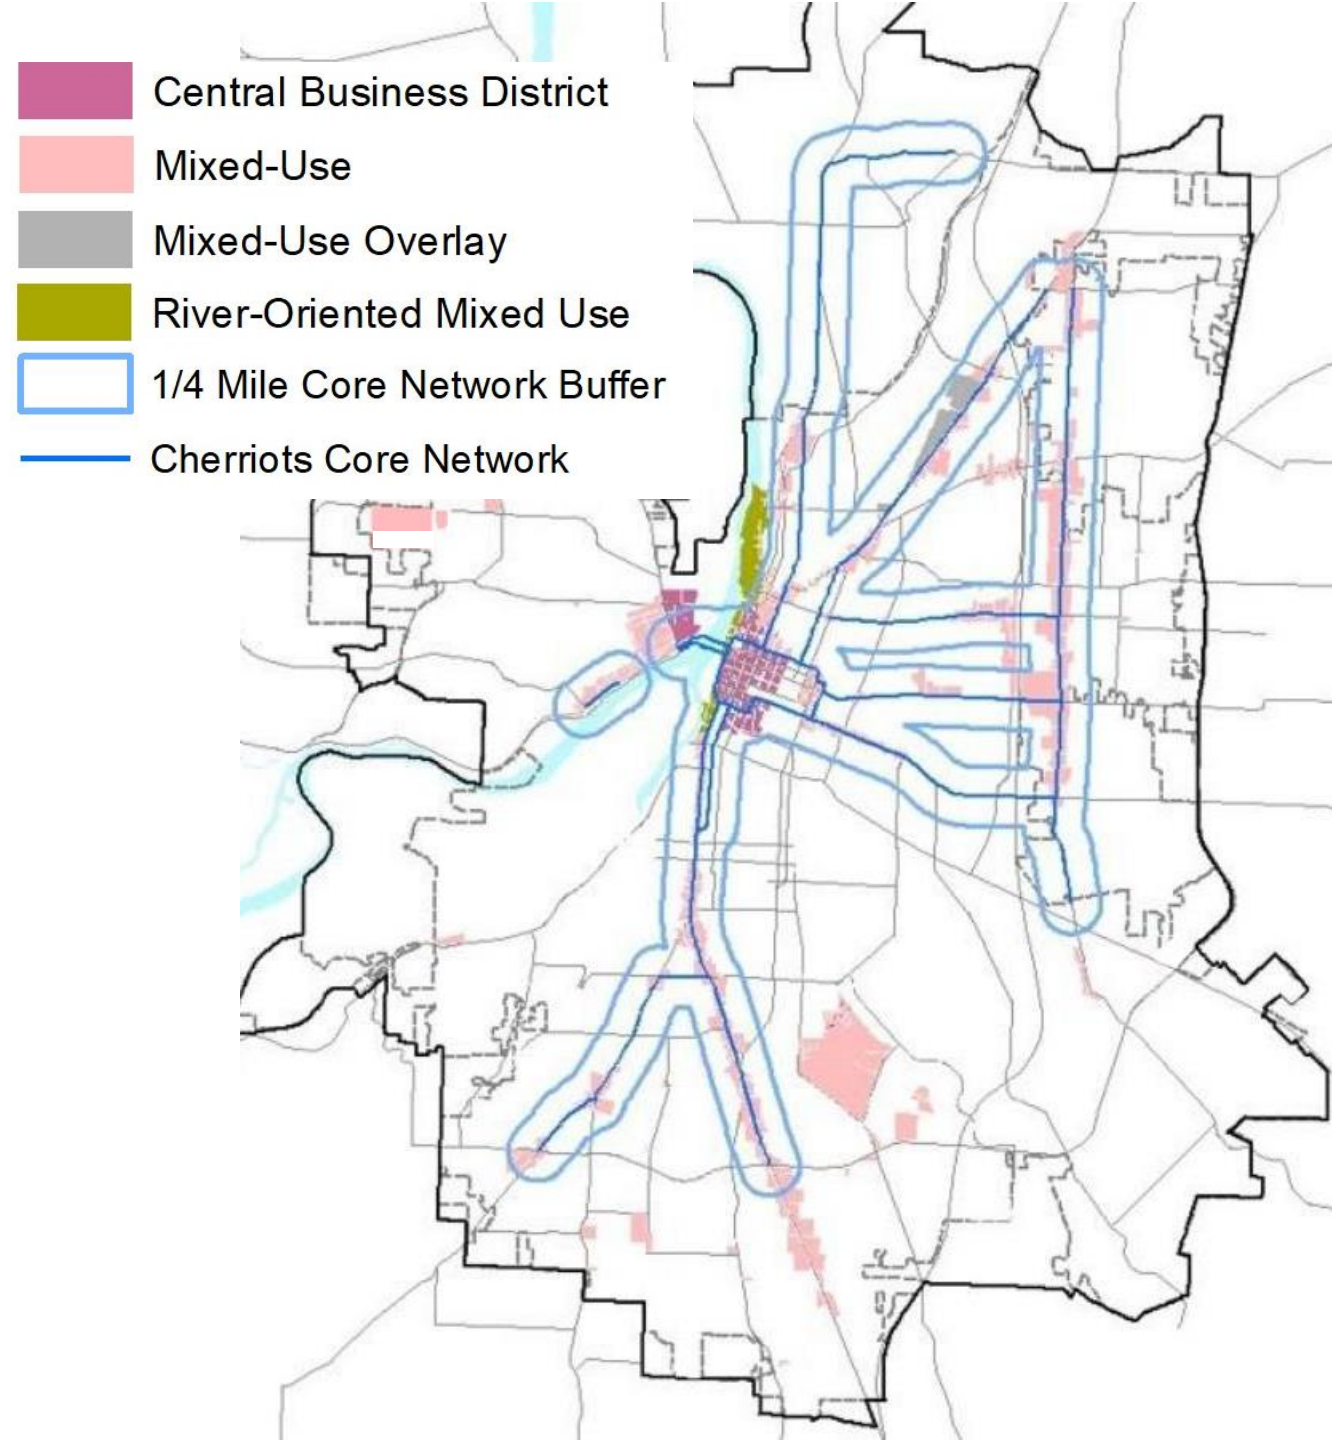 Central Business District
Mixed-Use
Mixed-Use Overlay
River-Oriented Mixed Use
1/4 Mile Core Network Buffer
Cherriots Core Network